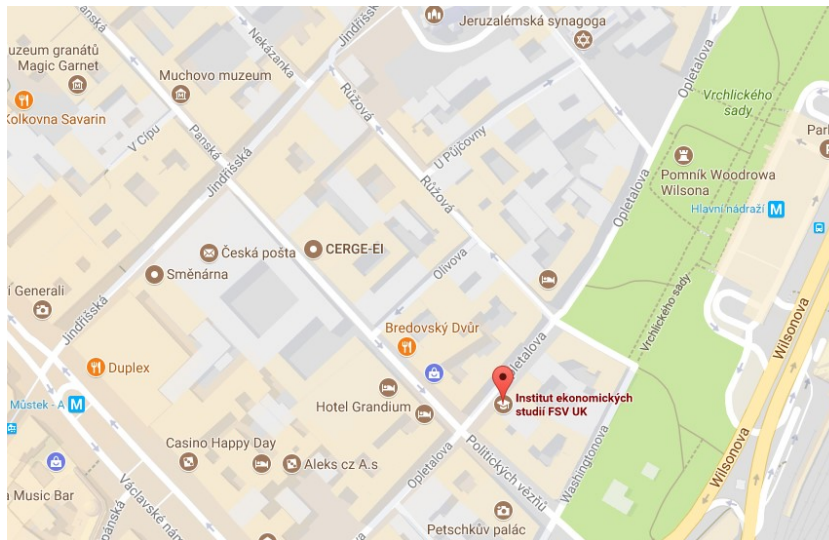 Jeruzalémská synagoga
Jindřišská
Nekázanka
Opletalova
uzeum granátů
Magic Garnet
Muchovo muzeum
Růžová
Vrchlického
sady
Kolkovna Savarin
V Cípu
Panská
U Půjčovny
Park
Jindřišská
Růžová
Pomník Woodrowa
Wilsona
Opletalova
Hlavní nádraží M
Česká pošta
CERGE-EI
Olivova
Směnárna
í Generali
Vrchlického sady
Wilsonova
Jindřišská
Bredovský Dvůr
Duplex
Opletalova
Institut ekonomických
studií FSV UK
Můstek - A M
Hotel Grandium
Casino Happy Day
Aleks cz A.s
Opletalova
Politických vězňů
Washingtonova
Wilsonova
a Music Bar
Václavské nám
pánská
Petschkův palác